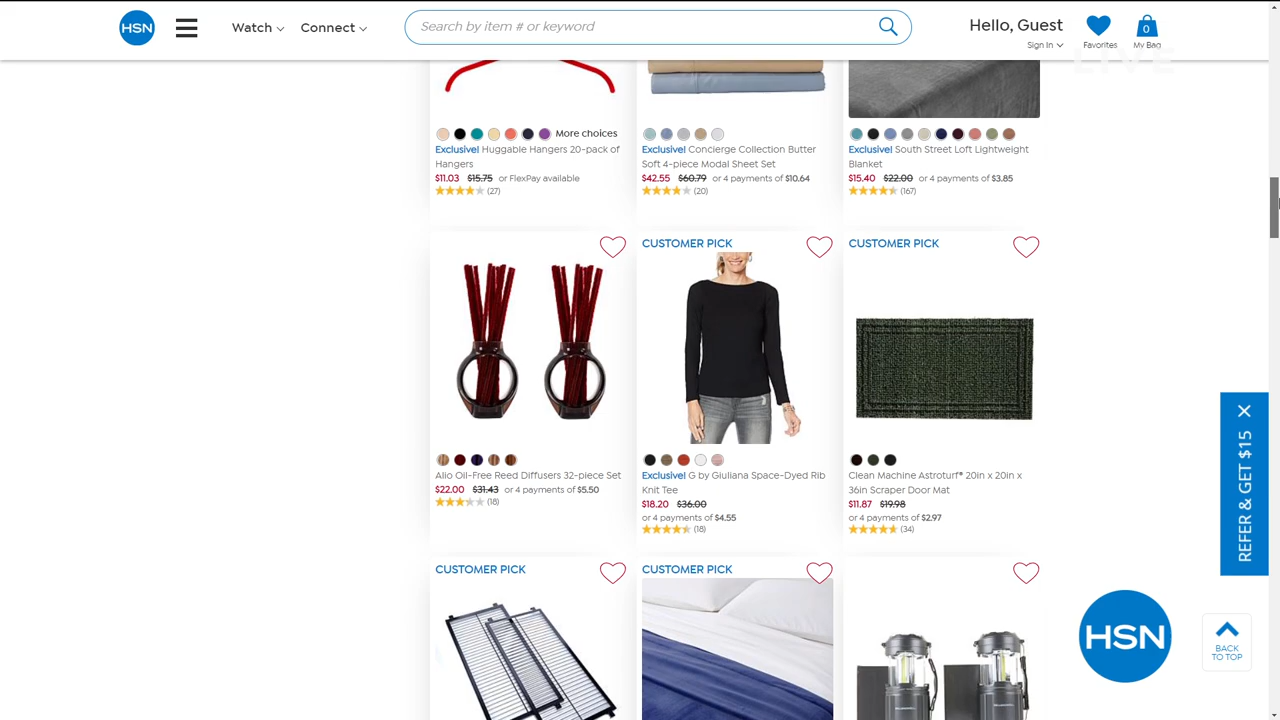 HSN
Watch
Connect
Search by item # or keyword
Hello, Guest
Sign In
Favorites
0
My Bag
LIVE
More choices
Exclusive! Huggable Hangers 20-pack of
Hangers
$11.03 $15.75 or FlexPay available
(27)
Exclusive! Concierge Collection Butter
Soft 4-piece Modal Sheet Set
$42.55 $60.79 or 4 payments of $10.64
(20)
Exclusive! South Street Loft Lightweight
Blanket
$15.40 $22.00 or 4 payments of $3.85
(167)
Alio Oil-Free Reed Diffusers 32-piece Set
$22.00 $31.43 or 4 payments of $5.50
(18)
CUSTOMER PICK
Exclusive! G by Giuliana Space-Dyed Rib
Knit Tee
$18.20 $36.00
or 4 payments of $4.55
(18)
CUSTOMER PICK
Clean Machine Astroturf® 20in x 20in x
36in Scraper Door Mat
$11.87 $19.98
or 4 payments of $2.97
(34)
CUSTOMER PICK
CUSTOMER PICK
REFER & GET $15
HSN
BACK
TO TOP